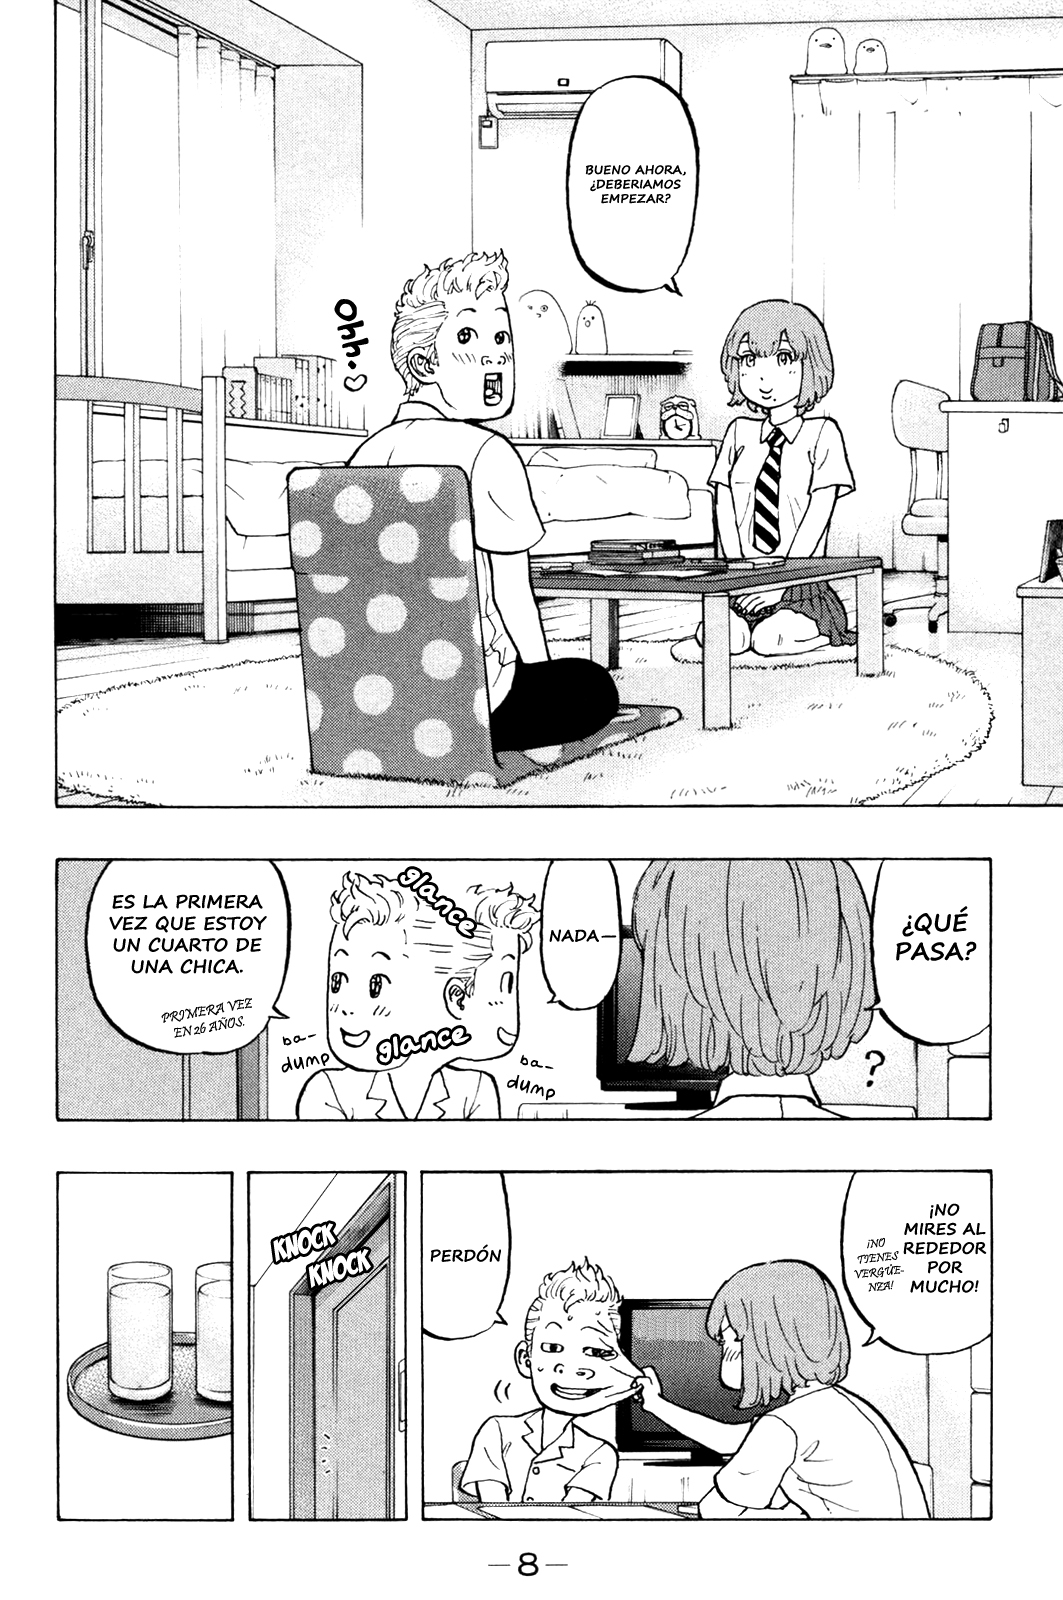 BUENO AHORA,
¿DEBERIAMOS
EMPEZAR?
Ohh.♡
¿QUÉ
PASA?
?
NADA—
glance
glance
ba-
dump
ba-
dump
ES LA PRIMERA
VEZ QUE ESTOY
UN CUARTO DE
UNA CHICA.
PRIMERA VEZ
EN 26 AÑOS.
¡NO
MIRES AL
REDEDOR
POR
MUCHO!
¡NO
TIENES
VERGÜE-
NZA!
PERDÓN
KNOCK
KNOCK
— 8 —